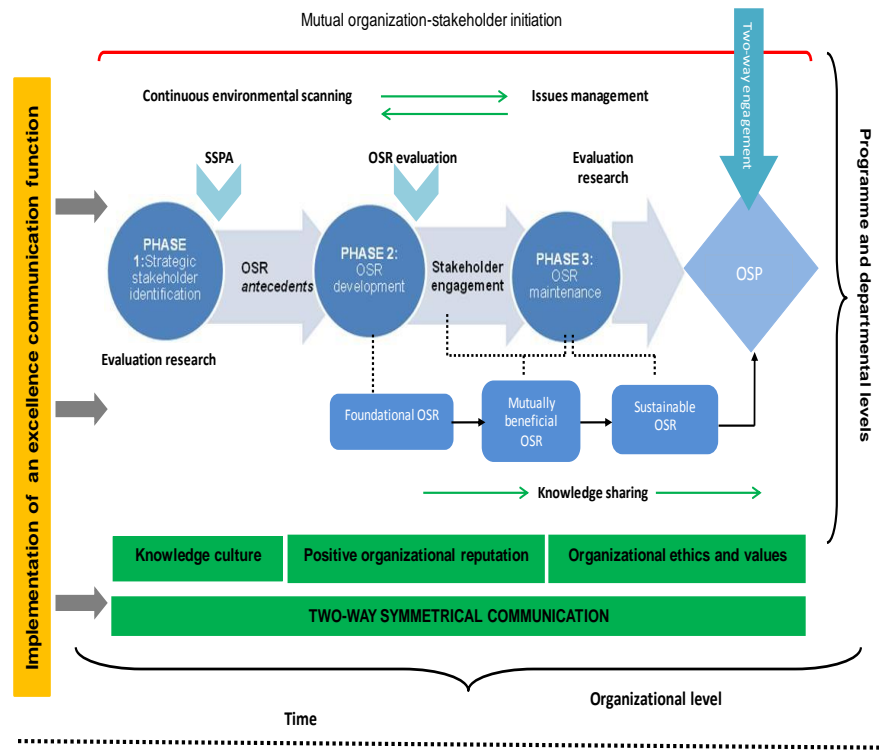 Mutual organization-stakeholder initiation
Two-way engagement
Implementation of an excellence communication function
Programme and departmental levels
Continuous environmental scanning
Issues management
SSPA
OSR evaluation
Evaluation
research
PHASE
1:Strategic
stakeholder
identification
OSR
antecedents
PHASE 2:
OSR
development
Stakeholder
engagement
PHASE 3:
OSR
maintenance
OSP
Evaluation research
Foundational OSR
Mutually
beneficial
OSR
Sustainable
OSR
Knowledge sharing
Knowledge culture
Positive organizational reputation
Organizational ethics and values
TWO-WAY SYMMETRICAL COMMUNICATION
Organizational level
Time